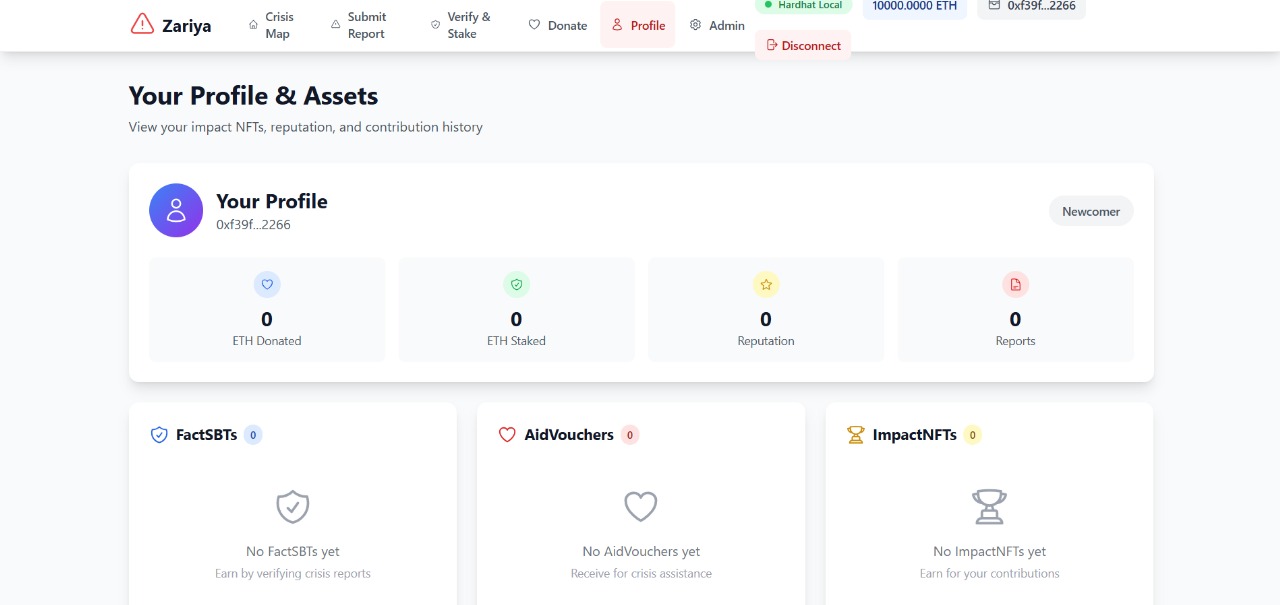 Zariya
Crisis
Map
Submit
Report
Verify &
Stake
Donate
Profile
Admin
Hardhat Local
10000.0000 ETH
0xf39f...2266
Disconnect
Your Profile & Assets
View your impact NFTs, reputation, and contribution history
Your Profile
0xf39f...2266
Newcomer
0
ETH Donated
0
ETH Staked
0
Reputation
0
Reports
FactSBTs 0
No FactSBTs yet
Earn by verifying crisis reports
AidVouchers 0
No AidVouchers yet
Receive for crisis assistance
ImpactNFTs 0
No ImpactNFTs yet
Earn for your contributions